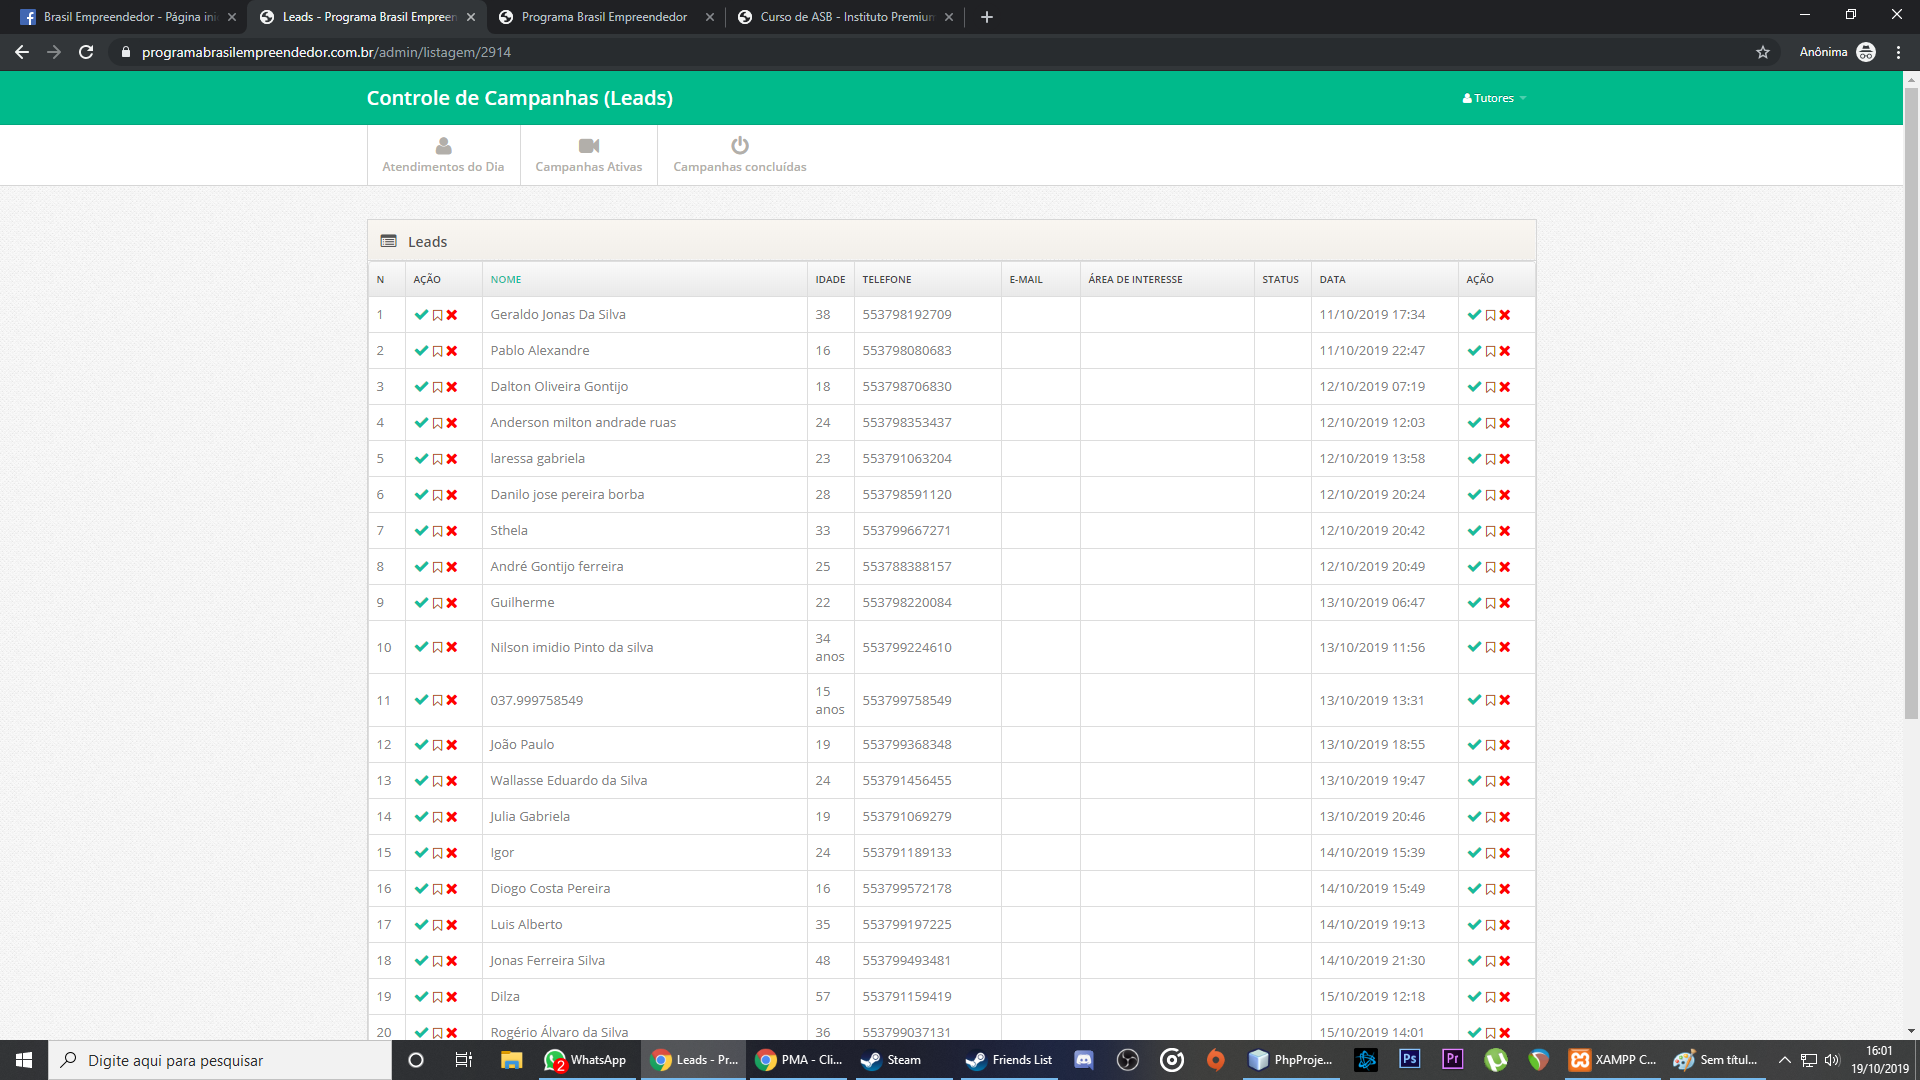 Brasil Empreendedor - Página ini
Leads - Programa Brasil Empreen
Programa Brasil Empreendedor
Curso de ASB - Instituto Premium
programabrasilempreendedor.com.br/admin/listagem/2914
Anônima
Controle de Campanhas (Leads)
Tutores
Atendimentos do Dia
Campanhas Ativas
Campanhas concluídas
Leads
N AÇÃO NOME IDADE TELEFONE E-MAIL ÁREA DE INTERESSE STATUS DATA AÇÃO
1 Geraldo Jonas Da Silva 38 553798192709 11/10/2019 17:34
2 Pablo Alexandre 16 553798080683 11/10/2019 22:47
3 Dalton Oliveira Gontijo 18 553798706830 12/10/2019 07:19
4 Anderson milton andrade ruas 24 553798353437 12/10/2019 12:03
5 laressa gabriela 23 553791063204 12/10/2019 13:58
6 Danilo jose pereira borba 28 553798591120 12/10/2019 20:24
7 Sthela 33 553799667271 12/10/2019 20:42
8 André Gontijo ferreira 25 553788388157 12/10/2019 20:49
9 Guilherme 22 553798220084 13/10/2019 06:47
10 Nilson imidio Pinto da silva 34 anos 553799224610 13/10/2019 11:56
11 037.999758549 15 anos 553799758549 13/10/2019 13:31
12 João Paulo 19 553799368348 13/10/2019 18:55
13 Wallasse Eduardo da Silva 24 553791456455 13/10/2019 19:47
14 Julia Gabriela 19 553791069279 13/10/2019 20:46
15 Igor 24 553791189133 14/10/2019 15:39
16 Diogo Costa Pereira 16 553799572178 14/10/2019 15:49
17 Luis Alberto 35 553799197225 14/10/2019 19:13
18 Jonas Ferreira Silva 48 553799493481 14/10/2019 21:30
19 Dilza 57 553791159419 15/10/2019 12:18
20 Rogério Álvaro da Silva 36 553799037131 15/10/2019 14:01
Digite aqui para pesquisar
2
WhatsApp
Leads - Pr...
PMA - Cli...
Steam
Friends List
PhpProje...
Ps
Pr
XAMPP C...
Sem títul...
16:01
19/10/2019